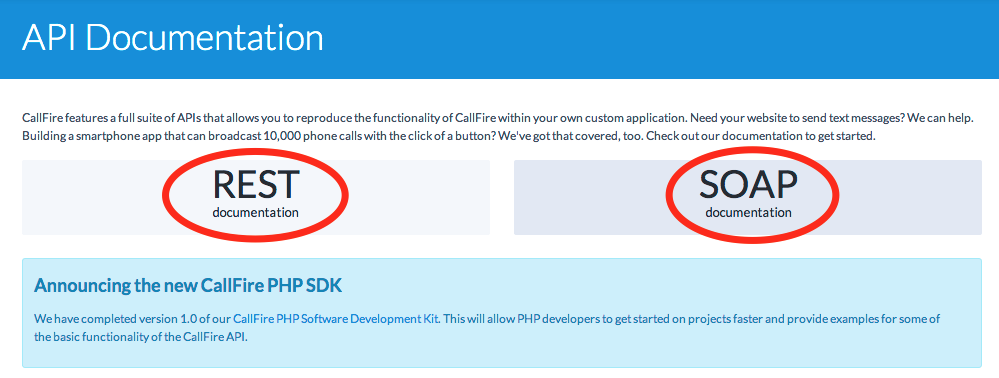 API Documentation
CallFire features a full suite of APIs that allows you to reproduce the functionality of CallFire within your own custom application. Need your website to send text messages? We can help.
Building a smartphone app that can broadcast 10,000 phone calls with the click of a button? We've got that covered, too. Check out our documentation to get started.
REST
documentation
SOAP
documentation
Announcing the new CallFire PHP SDK
We have completed version 1.0 of our CallFire PHP Software Development Kit. This will allow PHP developers to get started on projects faster and provide examples for some of
the basic functionality of the CallFire API.